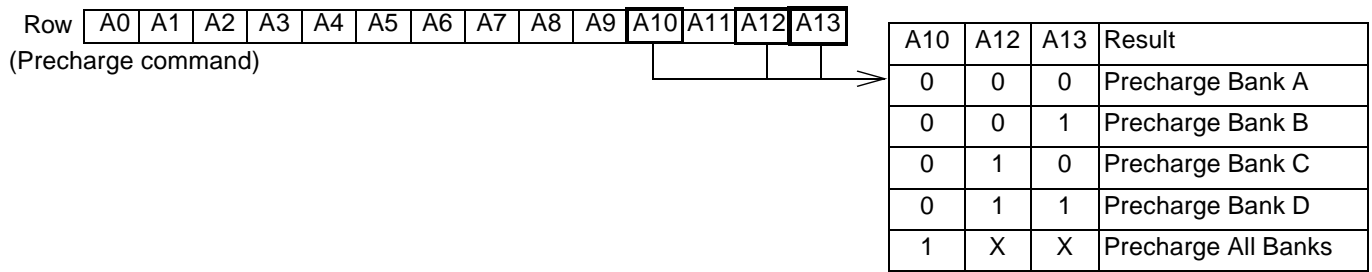 Row A0 A1 A2 A3 A4 A5 A6 A7 A8 A9 A10 A11 A12 A13
(Precharge command)
A10 A12 A13 Result
0 0 0 Precharge Bank A
0 0 1 Precharge Bank B
0 1 0 Precharge Bank C
0 1 1 Precharge Bank D
1 X X Precharge All Banks